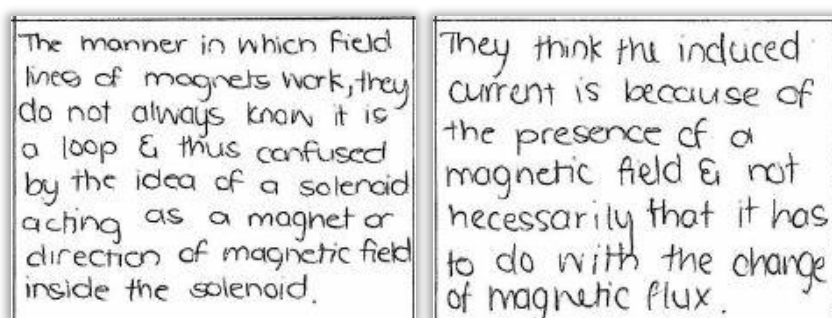 The manner in which field
lines of magnets work, they
do not always know it is
a loop & thus confused
by the idea of a solenoid
acting as a magnet or
direction of magnetic field
inside the solenoid.
They think the induced
current is because of
the presence of a
magnetic field & not
necessarily that it has
to do with the change
of magnetic flux.